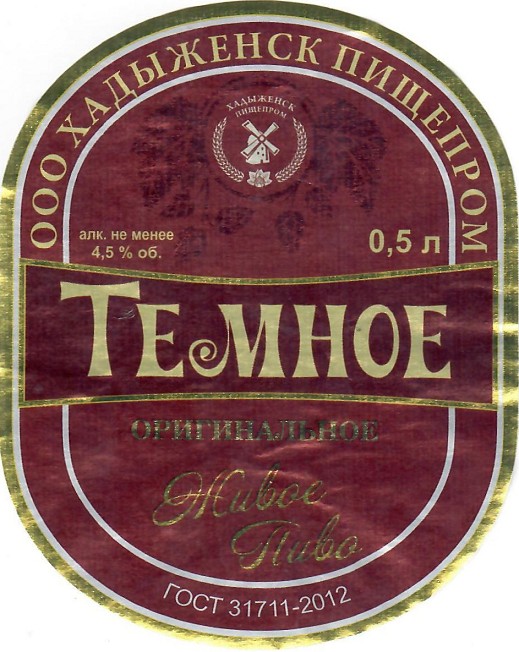 ООО ХАДЫЖЕНСК ПИЩЕПРОМ
ХАДЫЖЕНСК
ПИЩЕПРОМ
алк. не менее
4,5 % об.
0,5 л
ТЕМНОЕ
ОРИГИНАЛЬНОЕ
Живое
Пиво
ГОСТ 31711-2012